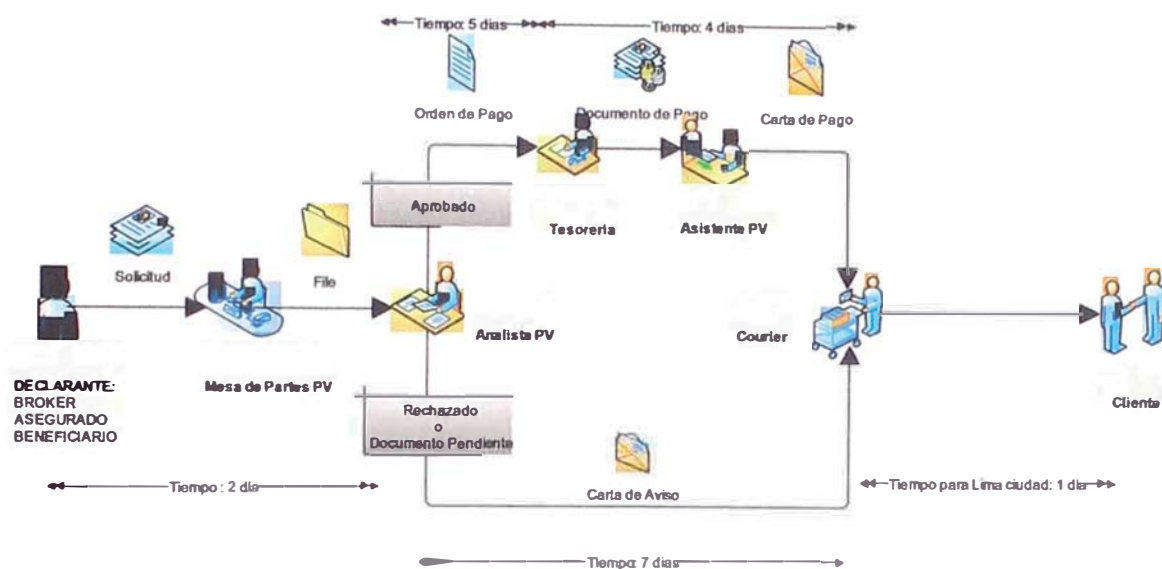 Tiempo: 5 dias
Tiempo: 4 dias
Orden de Pago
Documento de Pago
Carta de Pago
Aprobado
Tesoreria
Asistente PV
Solicitud
File
Analista PV
Courier
DECLARANTE:
BROKER
ASEGURADO
BENEFICIARIO
Mesa de Partes PV
Rechazado
o
Documento Pendiente
Cliente
Tiempo : 2 dia
Carta de Aviso
Tiempo para Lima ciudad: 1 dia
Tiempo: 7 dias